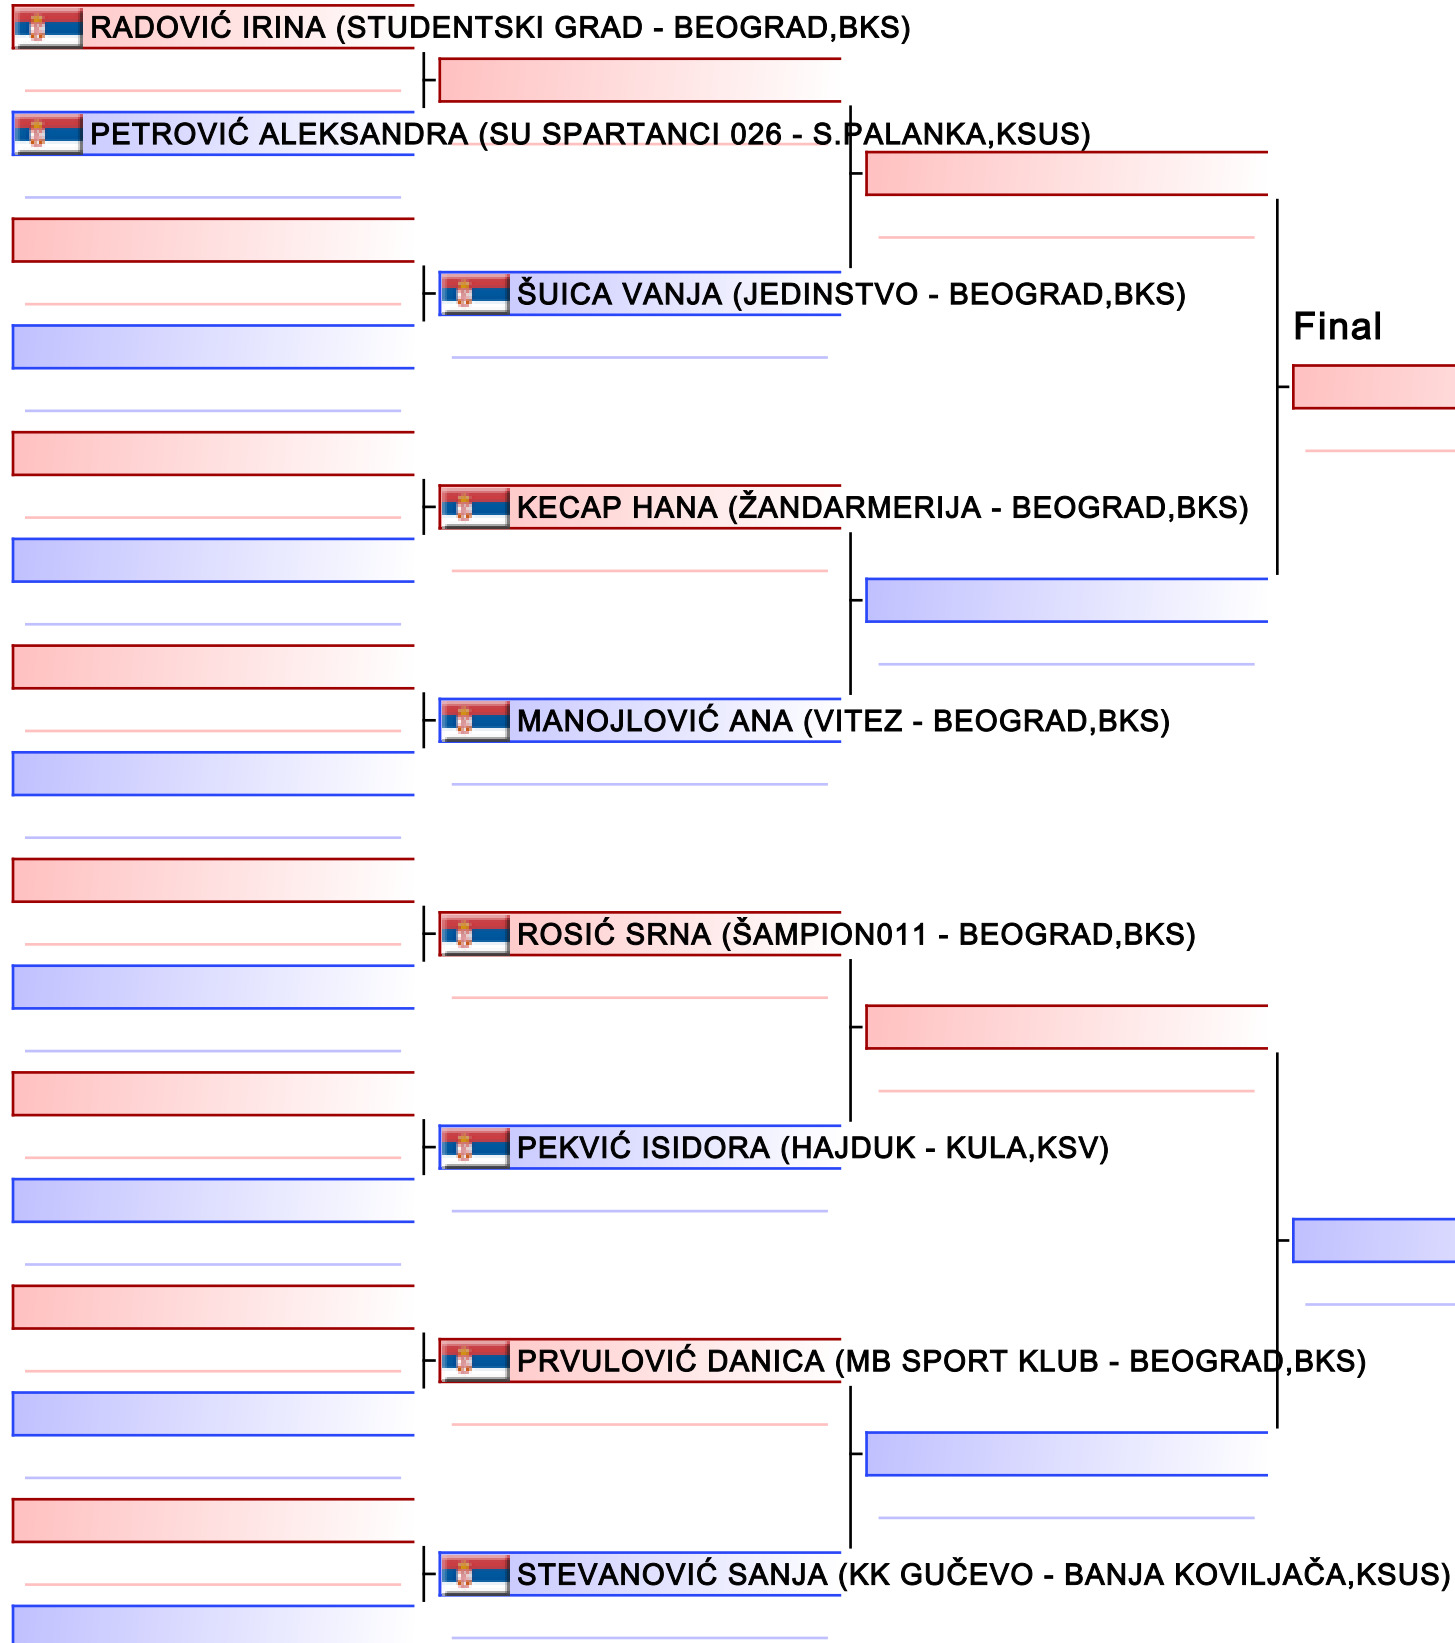 RADOVIĆ IRINA (STUDENTSKI GRAD - BEOGRAD,BKS)
PETROVIĆ ALEKSANDRA (SU SPARTANCI 026 - S.PALANKA,KSUS)
ŠUICA VANJA (JEDINSTVO - BEOGRAD,BKS)
Final
KECAP HANA (ŽANDARMERIJA - BEOGRAD,BKS)
MANOJLOVIĆ ANA (VITEZ - BEOGRAD,BKS)
ROSIĆ SRNA (ŠAMPION011 - BEOGRAD,BKS)
PEKVIĆ ISIDORA (HAJDUK - KULA,KSV)
PRVULOVIĆ DANICA (MB SPORT KLUB - BEOGRAD,BKS)
STEVANOVIĆ SANJA (KK GUČEVO - BANJA KOVILJAČA,KSUS)